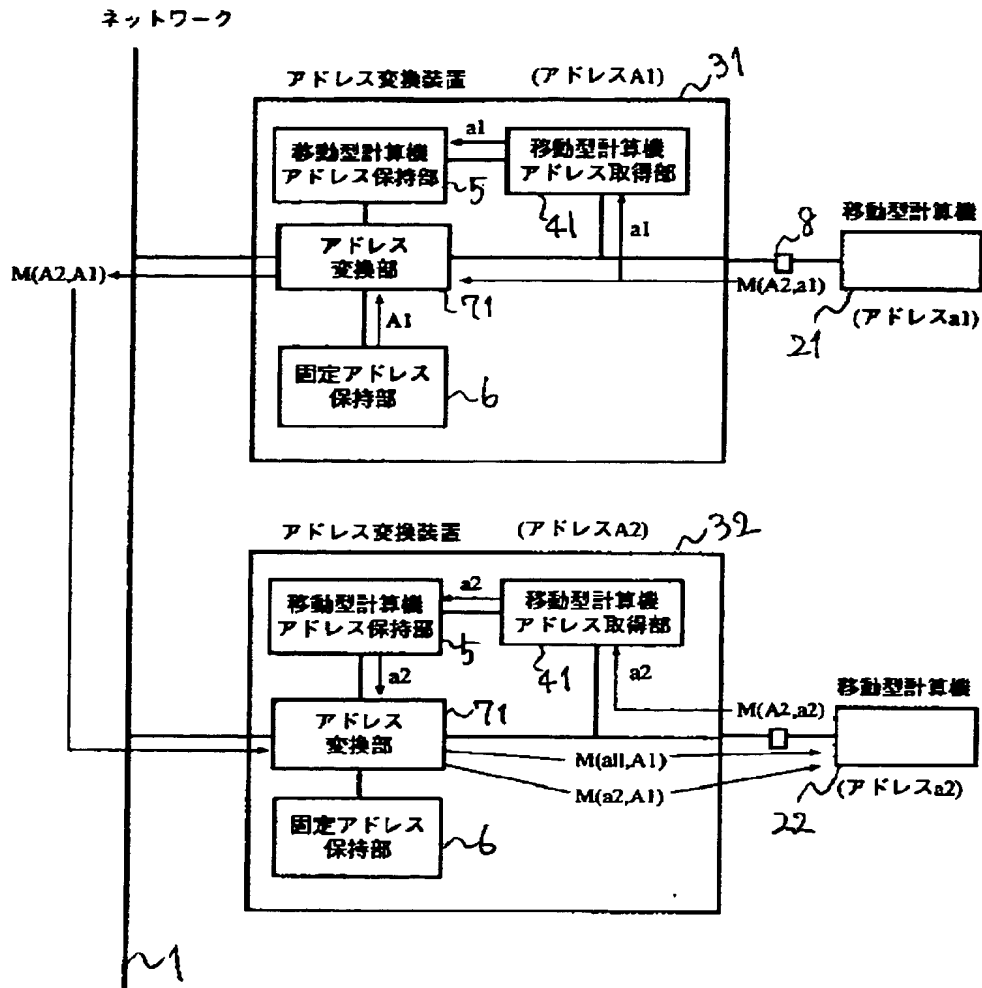 ネットワーク
アドレス変換装置 (アドレスA1) 31
移動型計算機
アドレス保持部
5
a1
移動型計算機
アドレス取得部
41
a1
移動型計算機
8
M(A2,a1)
21
(アドレスa1)
M(A2,A1)
アドレス
変換部
71
A1
固定アドレス
保持部
6
アドレス変換装置 (アドレスA2) 32
移動型計算機
アドレス保持部
5
a2
移動型計算機
アドレス取得部
41
a2
a2
移動型計算機
M(A2,a2)
アドレス
変換部
71
M(all,A1)
M(a2,A1)
22
(アドレスa2)
固定アドレス
保持部
6
1